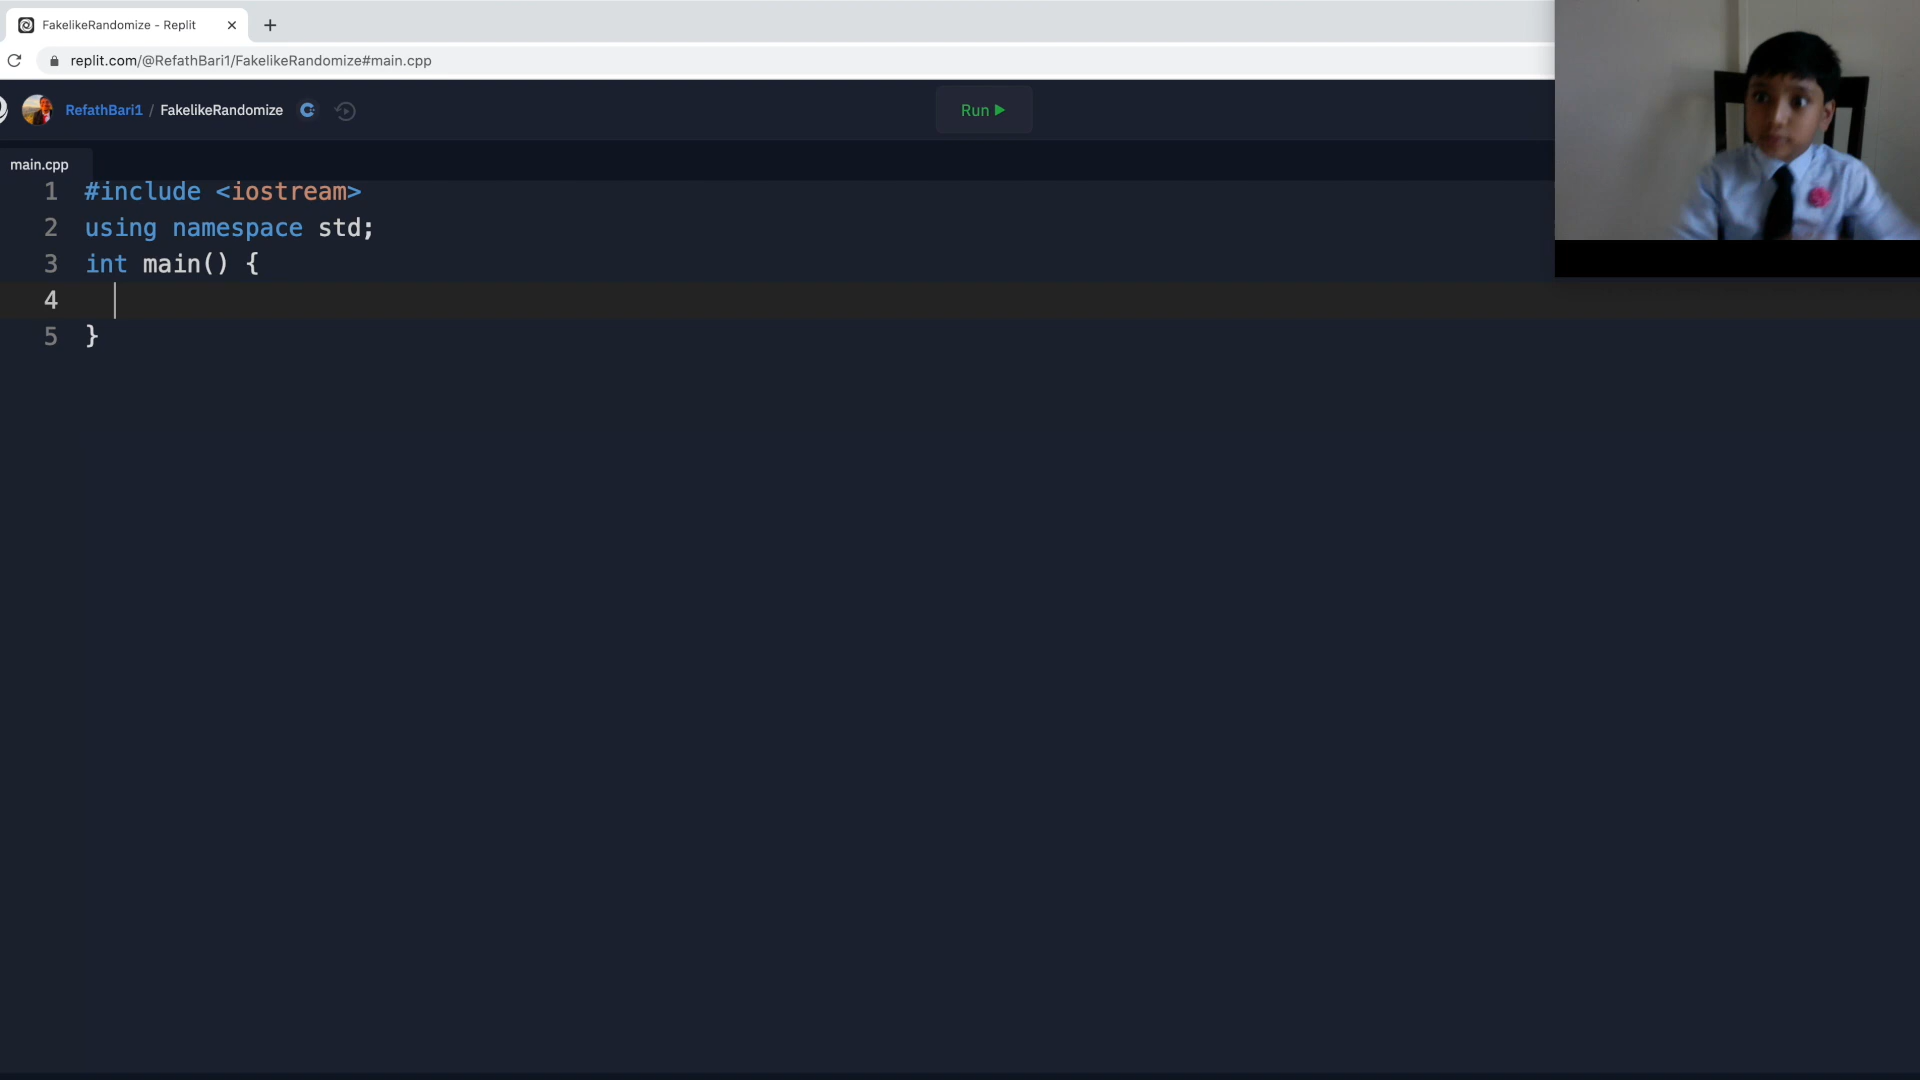 FakelikeRandomize - Replit
replit.com/@RefathBari1/FakelikeRandomize#main.cpp
RefathBari1 / FakelikeRandomize
Run
main.cpp
1 #include <iostream>
2 using namespace std;
3 int main() {
4
5 }